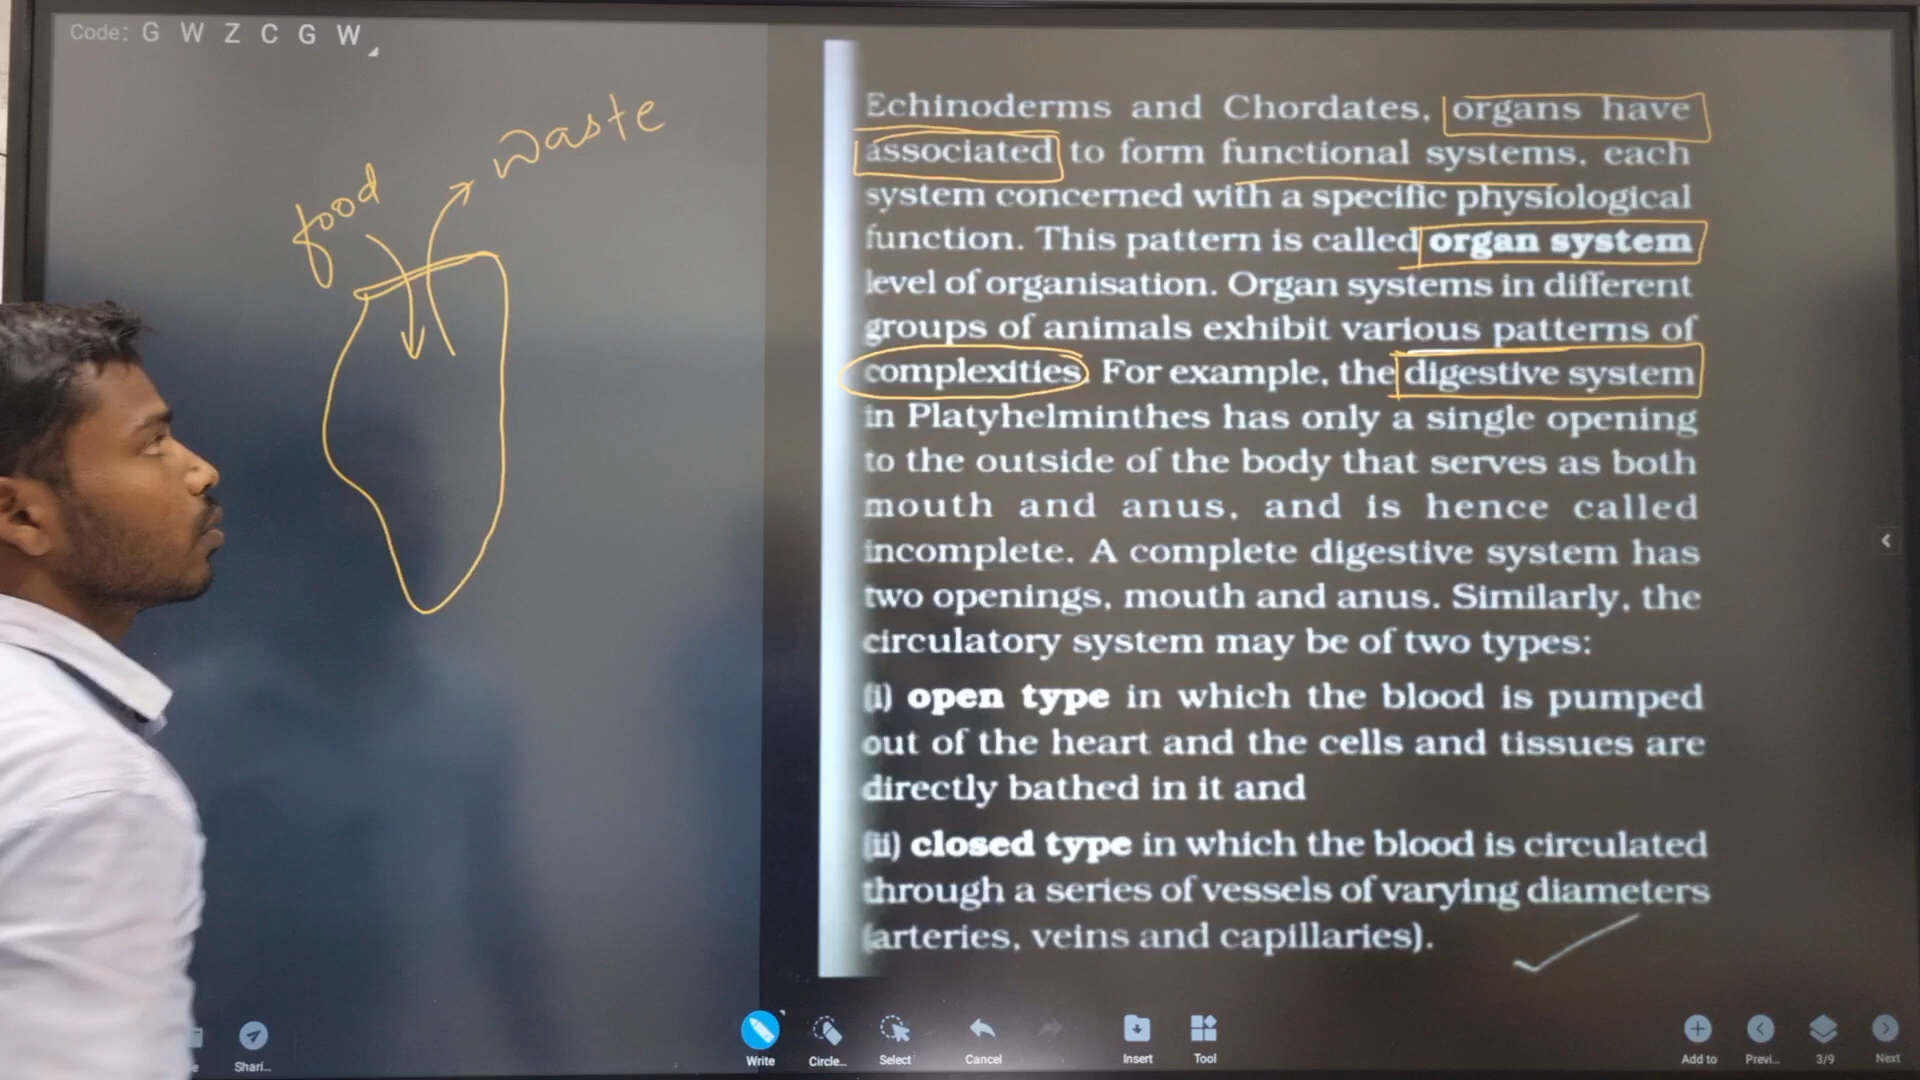 Code: G W Z C G W
food
waste
Echinoderms and Chordates, organs have
associated to form functional systems, each
system concerned with a specific physiological
function. This pattern is called organ system
level of organisation. Organ systems in different
groups of animals exhibit various patterns of
complexities. For example, the digestive system
in Platyhelminthes has only a single opening
to the outside of the body that serves as both
mouth and anus, and is hence called
incomplete. A complete digestive system has
two openings, mouth and anus. Similarly, the
circulatory system may be of two types:
(i) open type in which the blood is pumped
out of the heart and the cells and tissues are
directly bathed in it and
(ii) closed type in which the blood is circulated
through a series of vessels of varying diameters
(arteries, veins and capillaries).
Shari... Write Circle... Select Cancel Insert Tool Add to Previ... 3/9 Next